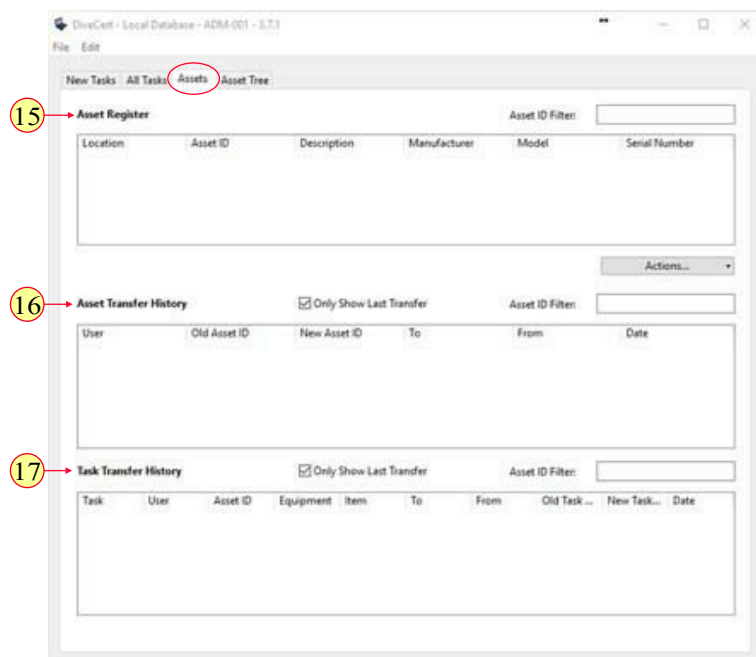 DiveCert - Local Database - ADM-001 - 3.7.1
File Edit
New Tasks All Tasks Assets Asset Tree
15 Asset Register Asset ID Filter:
Location Asset ID Description Manufacturer Model Serial Number
Actions...
16 Asset Transfer History Only Show Last Transfer Asset ID Filter:
User Old Asset ID New Asset ID To From Date
17 Task Transfer History Only Show Last Transfer Asset ID Filter:
Task User Asset ID Equipment Item To From Old Task ... New Task... Date